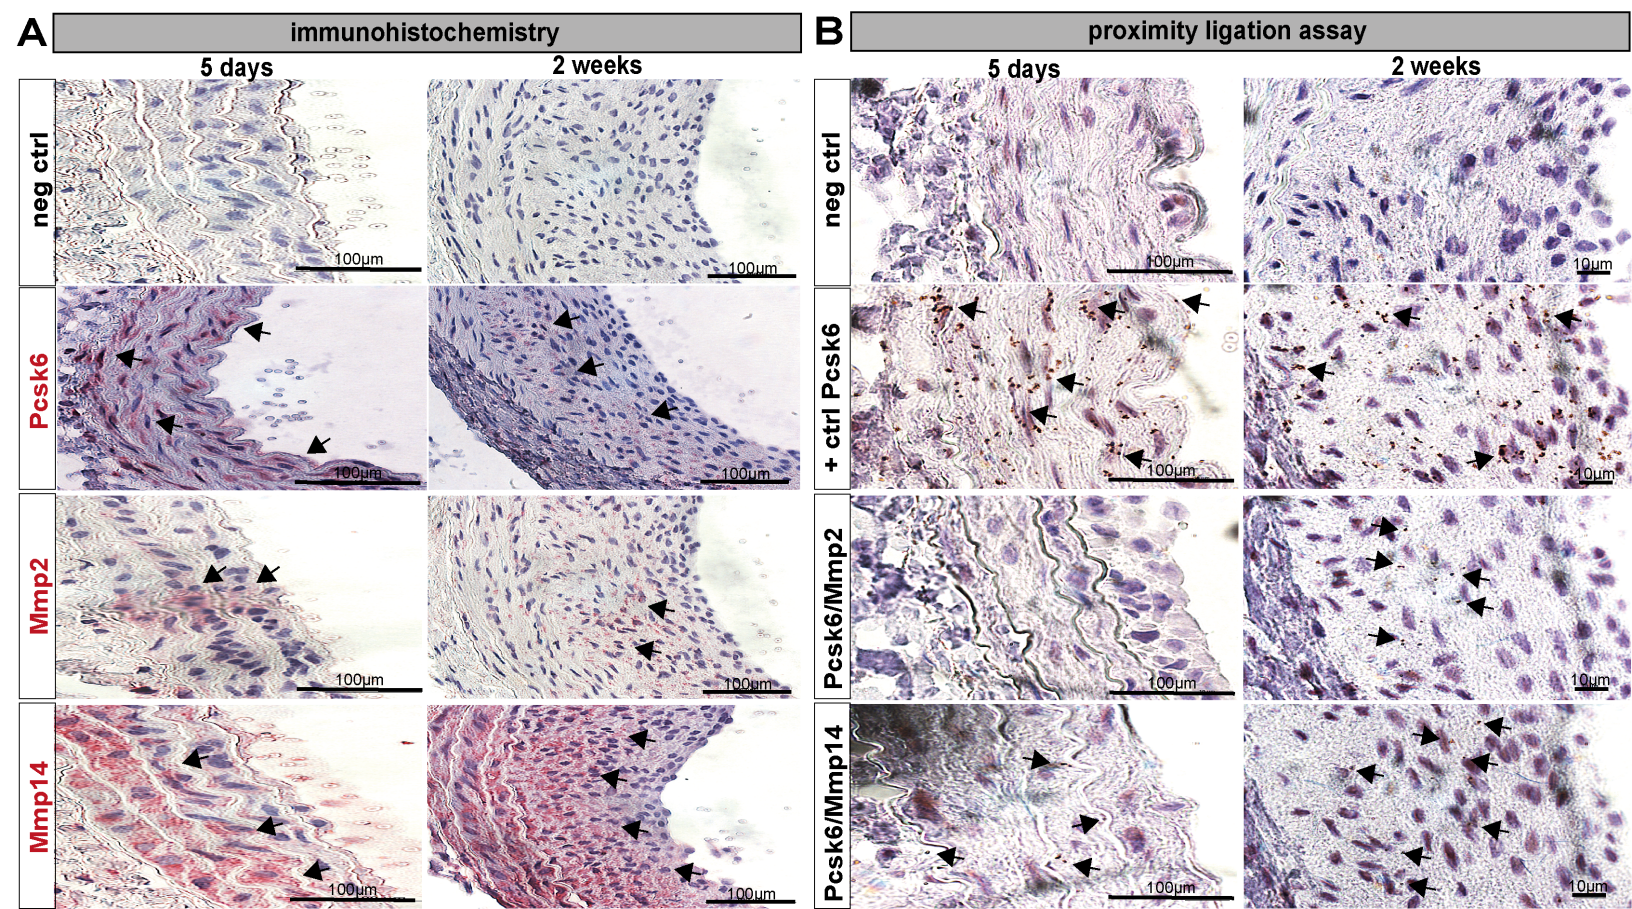 A immunohistochemistry
5 days 2 weeks
neg ctrl
100µm 100µm
Pcsk6
100µm 100µm
Mmp2
100µm 100µm
Mmp14
100µm 100µm
B proximity ligation assay
5 days 2 weeks
neg ctrl
100µm 10µm
+ ctrl Pcsk6
100µm 10µm
Pcsk6/Mmp2
100µm 10µm
Pcsk6/Mmp14
100µm 10µm